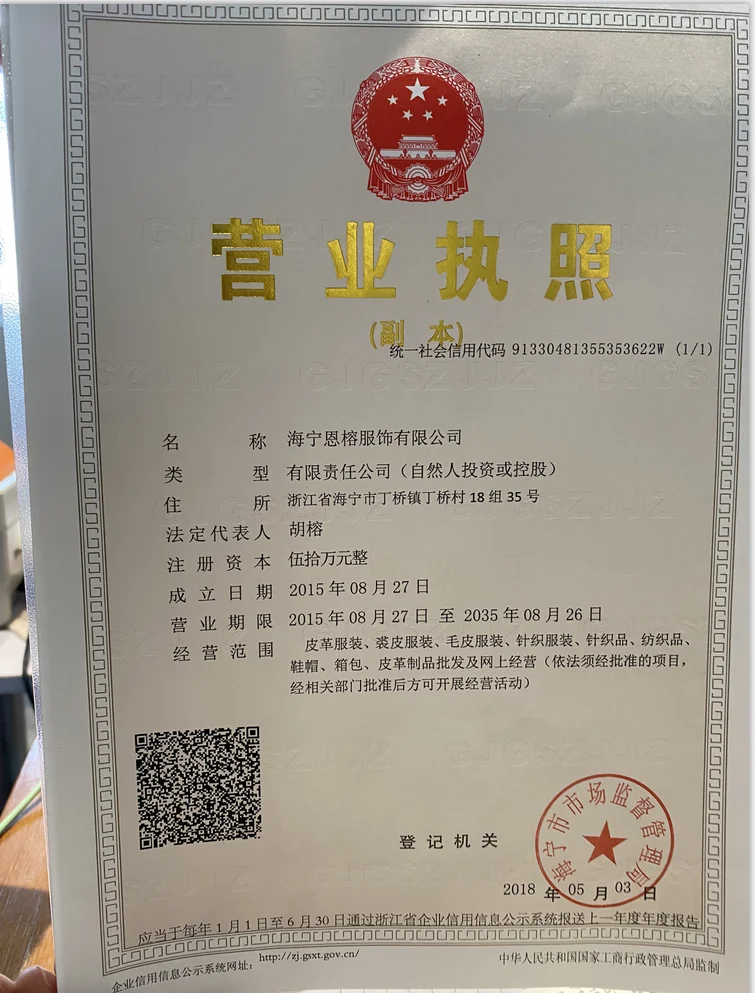 营业执照
(副本)
统一社会信用代码 91330481355353622W (1/1)
名称 海宁恩榕服饰有限公司
类型 有限责任公司（自然人投资或控股）
住所 浙江省海宁市丁桥镇丁桥村18组35号
法定代表人 胡榕
注册资本 伍拾万元整
成立日期 2015年08月27日
营业期限 2015年08月27日 至 2035年08月26日
经营范围 皮革服装、裘皮服装、毛皮服装、针织服装、针织品、纺织品、
鞋帽、箱包、皮革制品批发及网上经营（依法须经批准的项目，
经相关部门批准后方可开展经营活动）
海宁市市场监督管理局
登记机关
2018年05月03日
应当于每年1月1日至6月30日通过浙江省企业信用信息公示系统报送上一年度年度报告
企业信用信息公示系统网址：http://zj.gsxt.gov.cn/
中华人民共和国国家工商行政管理总局监制